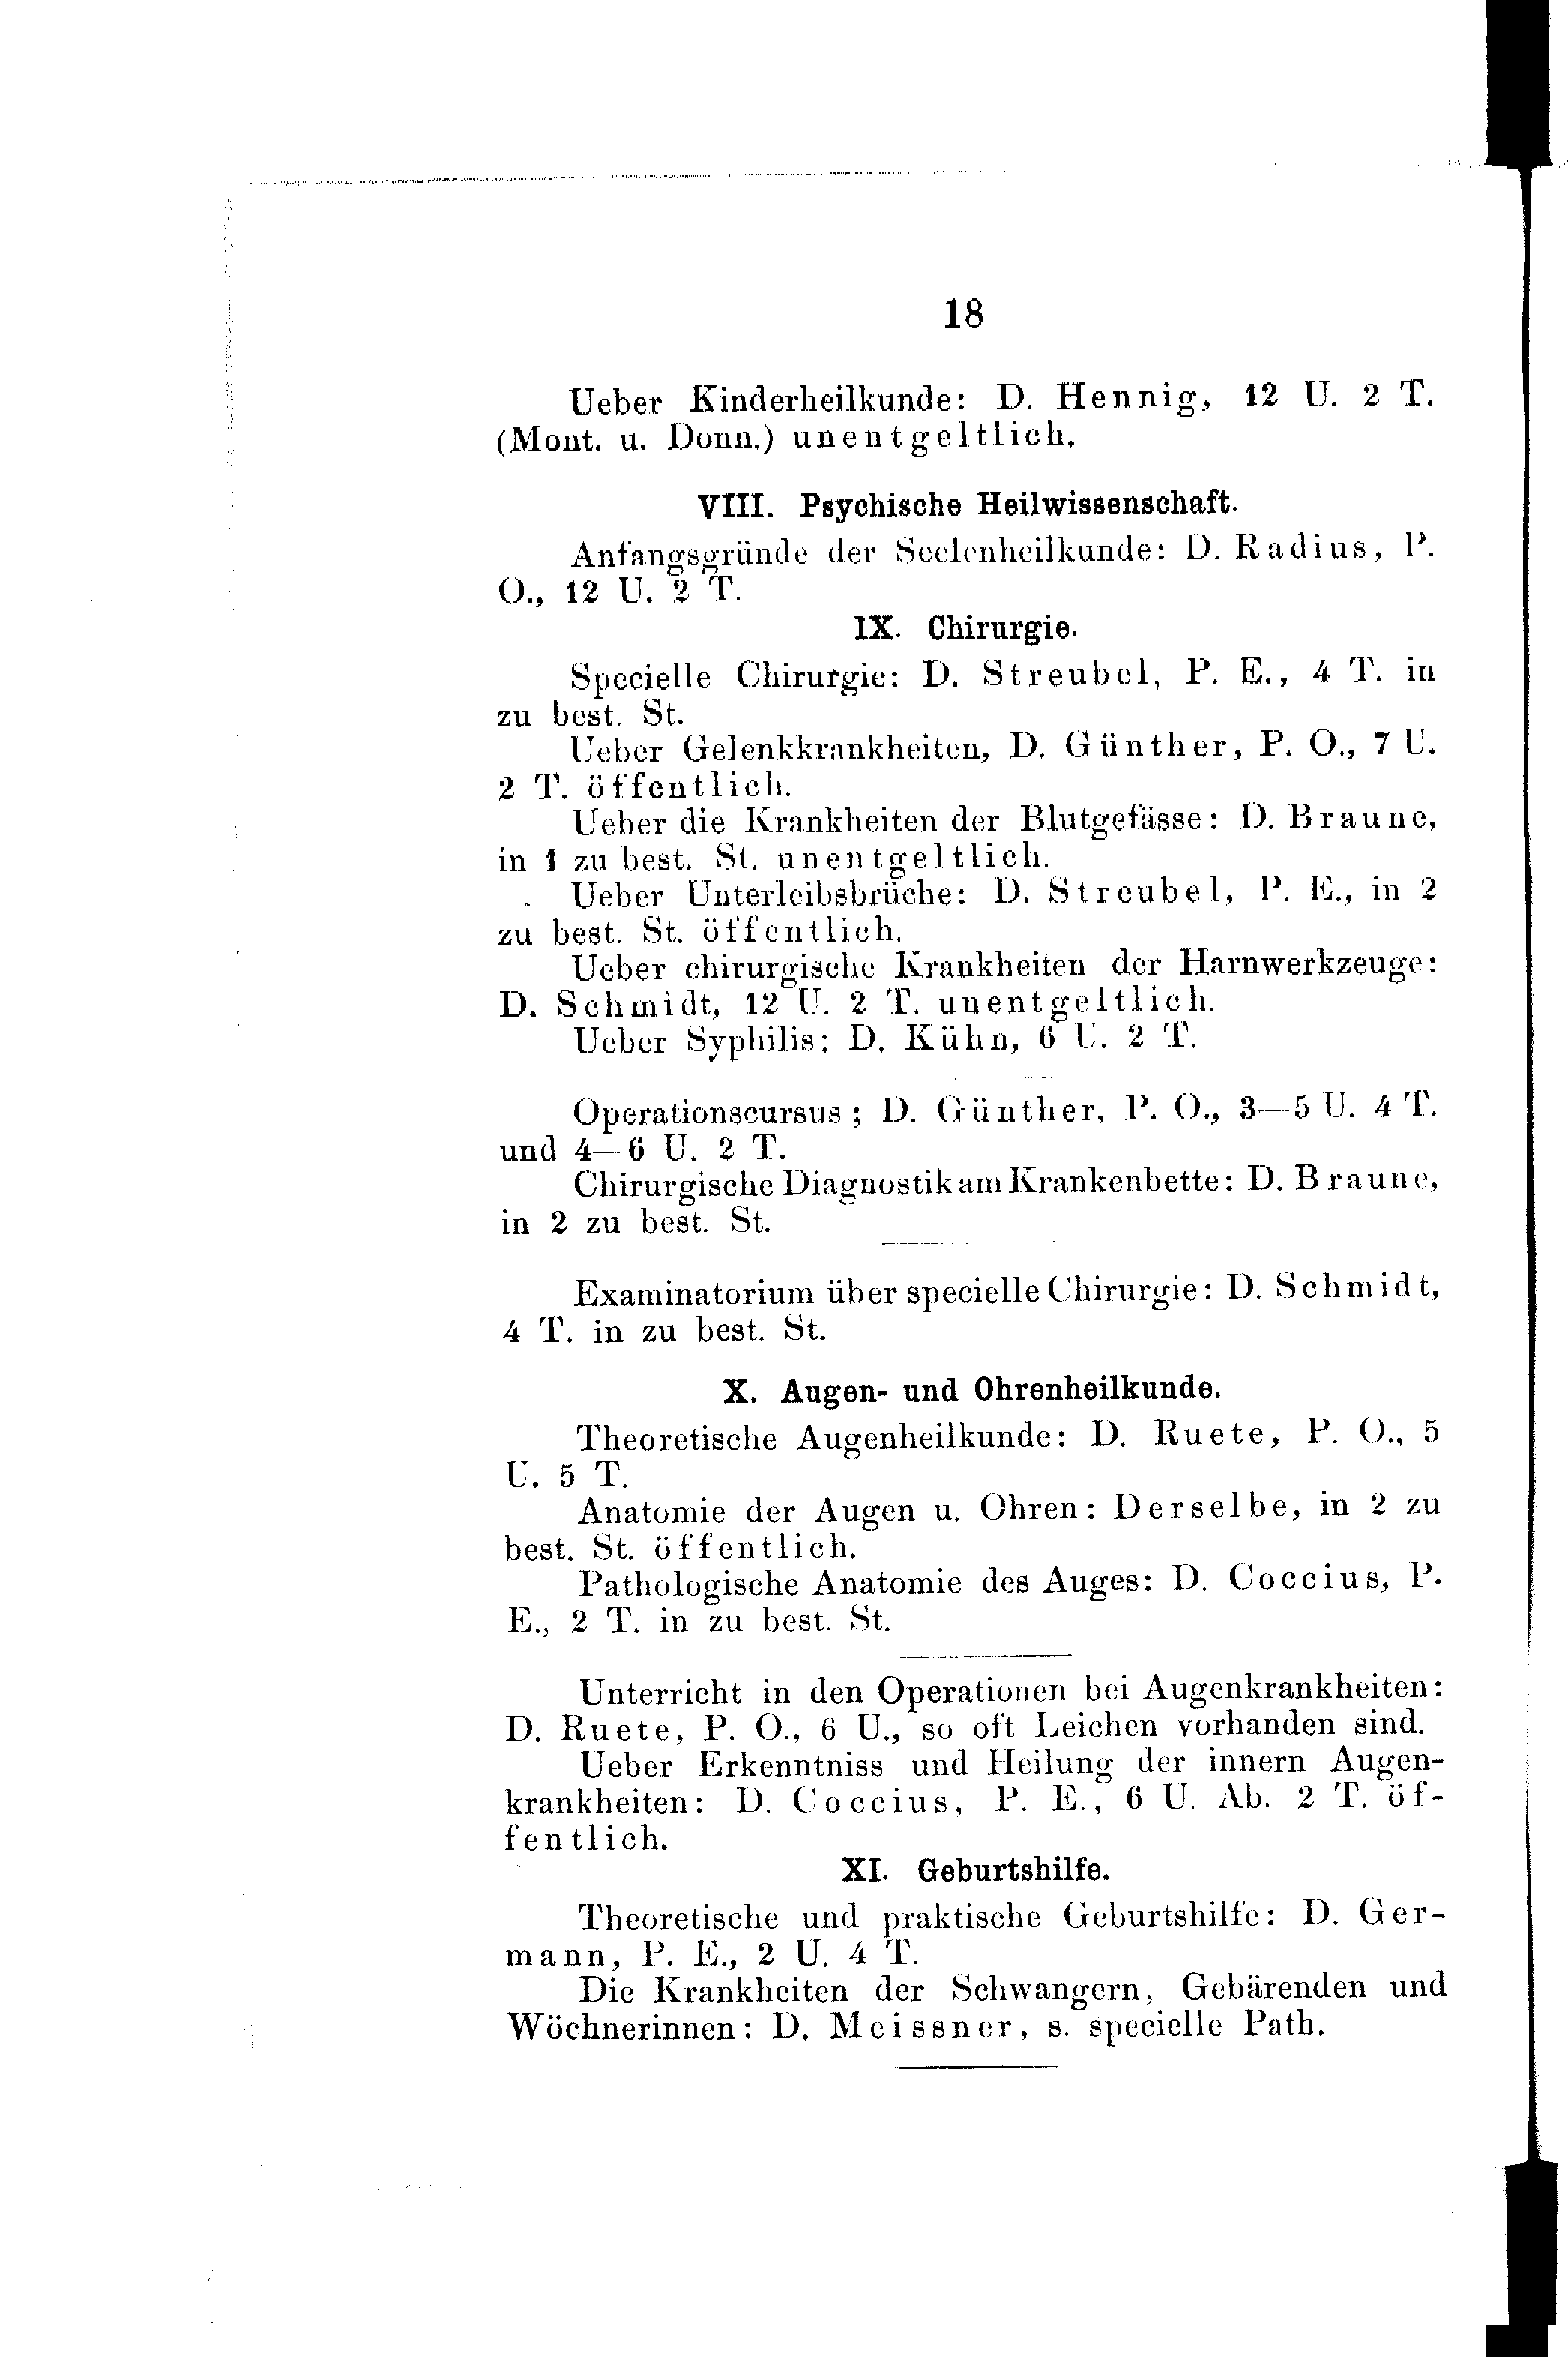 18
Ueber Kinderheilkunde: D. Hennig, 12 U. 2 T.
(Mont. u. Donn.) unentgeltlich.
VIII. Psychische Heilwissenschaft.
Anfangsgründe der Seelenheilkunde: D. Radius, P.
O., 12 U. 2 T.
IX. Chirurgie.
Specielle Chirurgie: D. Streubel, P. E., 4 T. in
zu best. St.
Ueber Gelenkkrankheiten, D. Günther, P. O., 7 U.
2 T. öffentlich.
Ueber die Krankheiten der Blutgefässe: D. Braune,
in 1 zu best. St. unentgeltlich.
Ueber Unterleibsbrüche: D. Streubel, P. E., in 2
zu best. St. öffentlich.
Ueber chirurgische Krankheiten der Harnwerkzeuge:
D. Schmidt, 12 U. 2 T. unentgeltlich.
Ueber Syphilis: D. Kühn, 6 U. 2 T.
Operationscursus; D. Günther, P. O., 3—5 U. 4 T.
und 4—6 U. 2 T.
Chirurgische Diagnostik am Krankenbette: D. Braune,
in 2 zu best. St.
Examinatorium über specielle Chirurgie: D. Schmidt,
4 T. in zu best. St.
X. Augen- und Ohrenheilkunde.
Theoretische Augenheilkunde: D. Ruete, P. O., 5
U. 5 T.
Anatomie der Augen u. Ohren: Derselbe, in 2 zu
best. St. öffentlich.
Pathologische Anatomie des Auges: D. Coccius, P.
E., 2 T. in zu best. St.
Unterricht in den Operationen bei Augenkrankheiten:
D. Ruete, P. O., 6 U., so oft Leichen vorhanden sind.
Ueber Erkenntniss und Heilung der innern Augen-
krankheiten: D. Coccius, P. E., 6 U. Ab. 2 T. öf-
fentlich.
XI. Geburtshilfe.
Theoretische und praktische Geburtshilfe: D. Ger-
mann, P. E., 2 U. 4 T.
Die Krankheiten der Schwangern, Gebärenden und
Wöchnerinnen: D. Meissner, s. specielle Path.